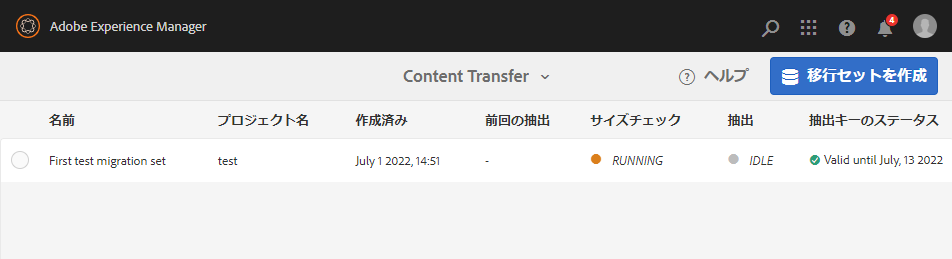 Adobe Experience Manager
4
Content Transfer
ヘルプ
移行セットを作成
名前 プロジェクト名 作成済み 前回の抽出 サイズチェック 抽出 抽出キーのステータス
First test migration set test July 1 2022, 14:51 - RUNNING IDLE Valid until July, 13 2022